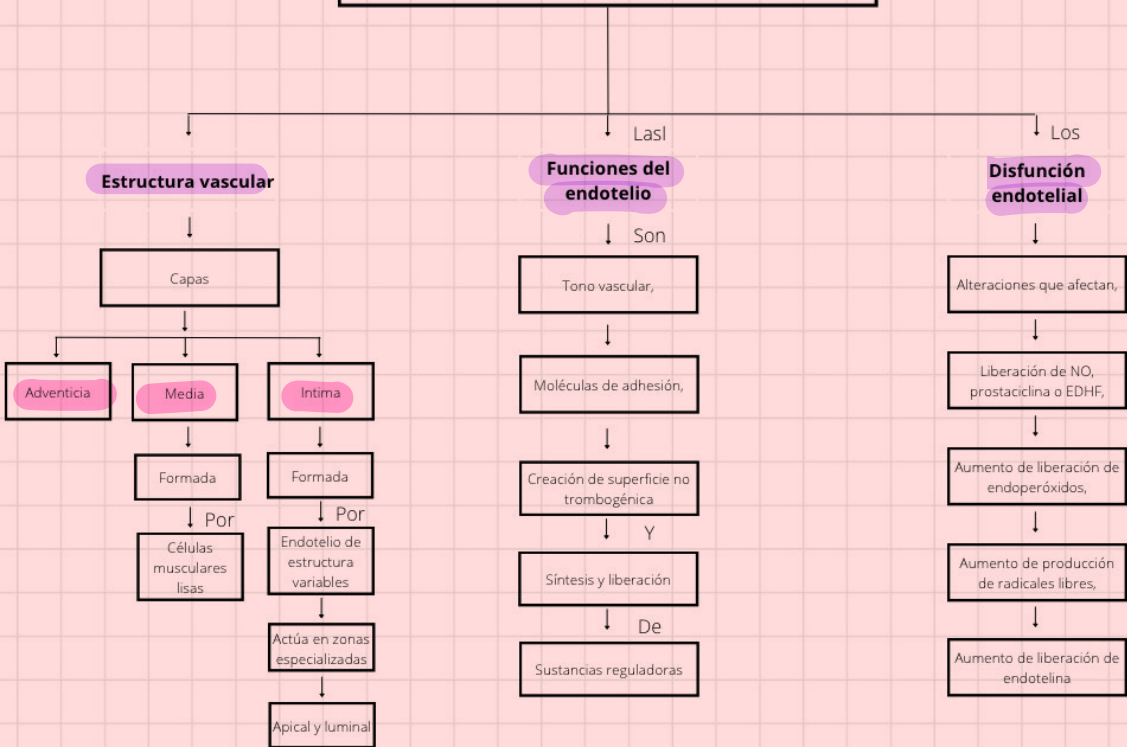 Estructura vascular
Capas
Adventicia
Media
Formada
Por
Células
musculares
lisas
Intima
Formada
Por
Endotelio de
estructura
variables
Actúa en zonas
especializadas
Apical y luminal
Lasl
Funciones del
endotelio
Son
Tono vascular,
Moléculas de adhesión,
Creación de superficie no
trombogénica
Y
Síntesis y liberación
De
Sustancias reguladoras
Los
Disfunción
endotelial
Alteraciones que afectan,
Liberación de NO,
prostaciclina o EDHF,
Aumento de liberación de
endoperóxidos,
Aumento de producción
de radicales libres,
Aumento de liberación de
endotelina